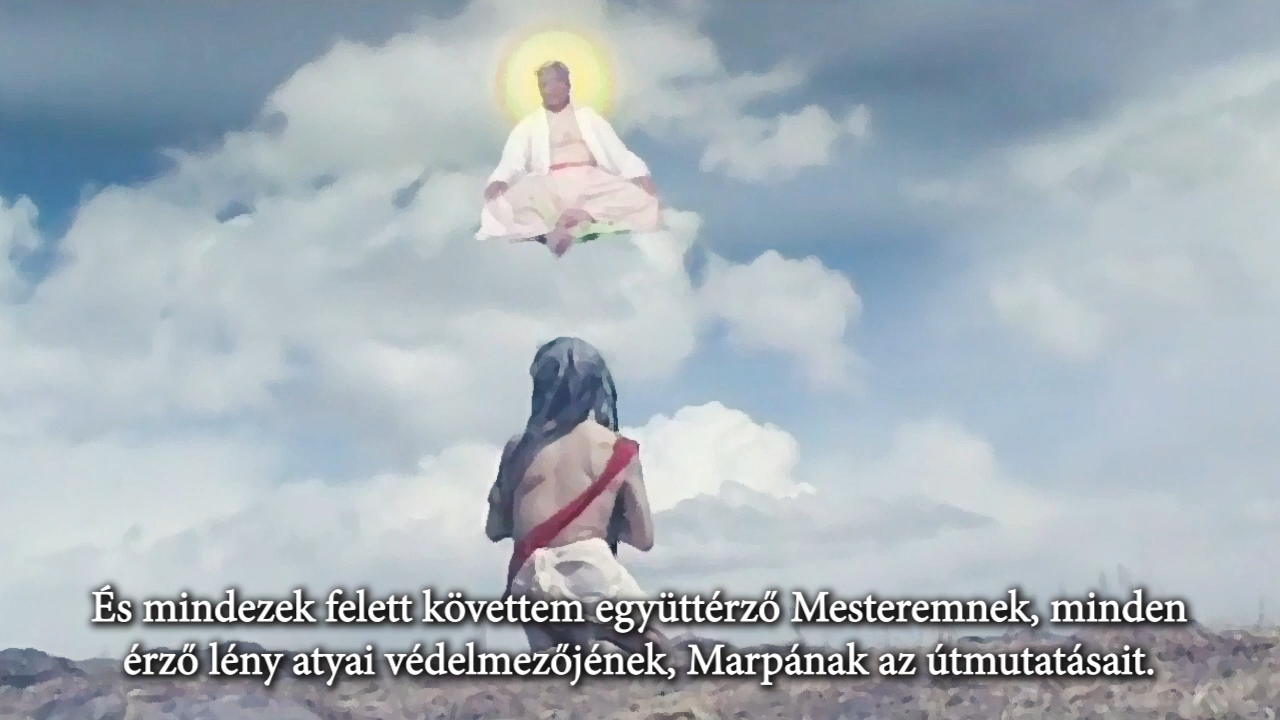 És mindezek felett követtem együttérző Mesteremnek, minden
érző lény atyai védelmezőjének, Marpának az útmutatásait.